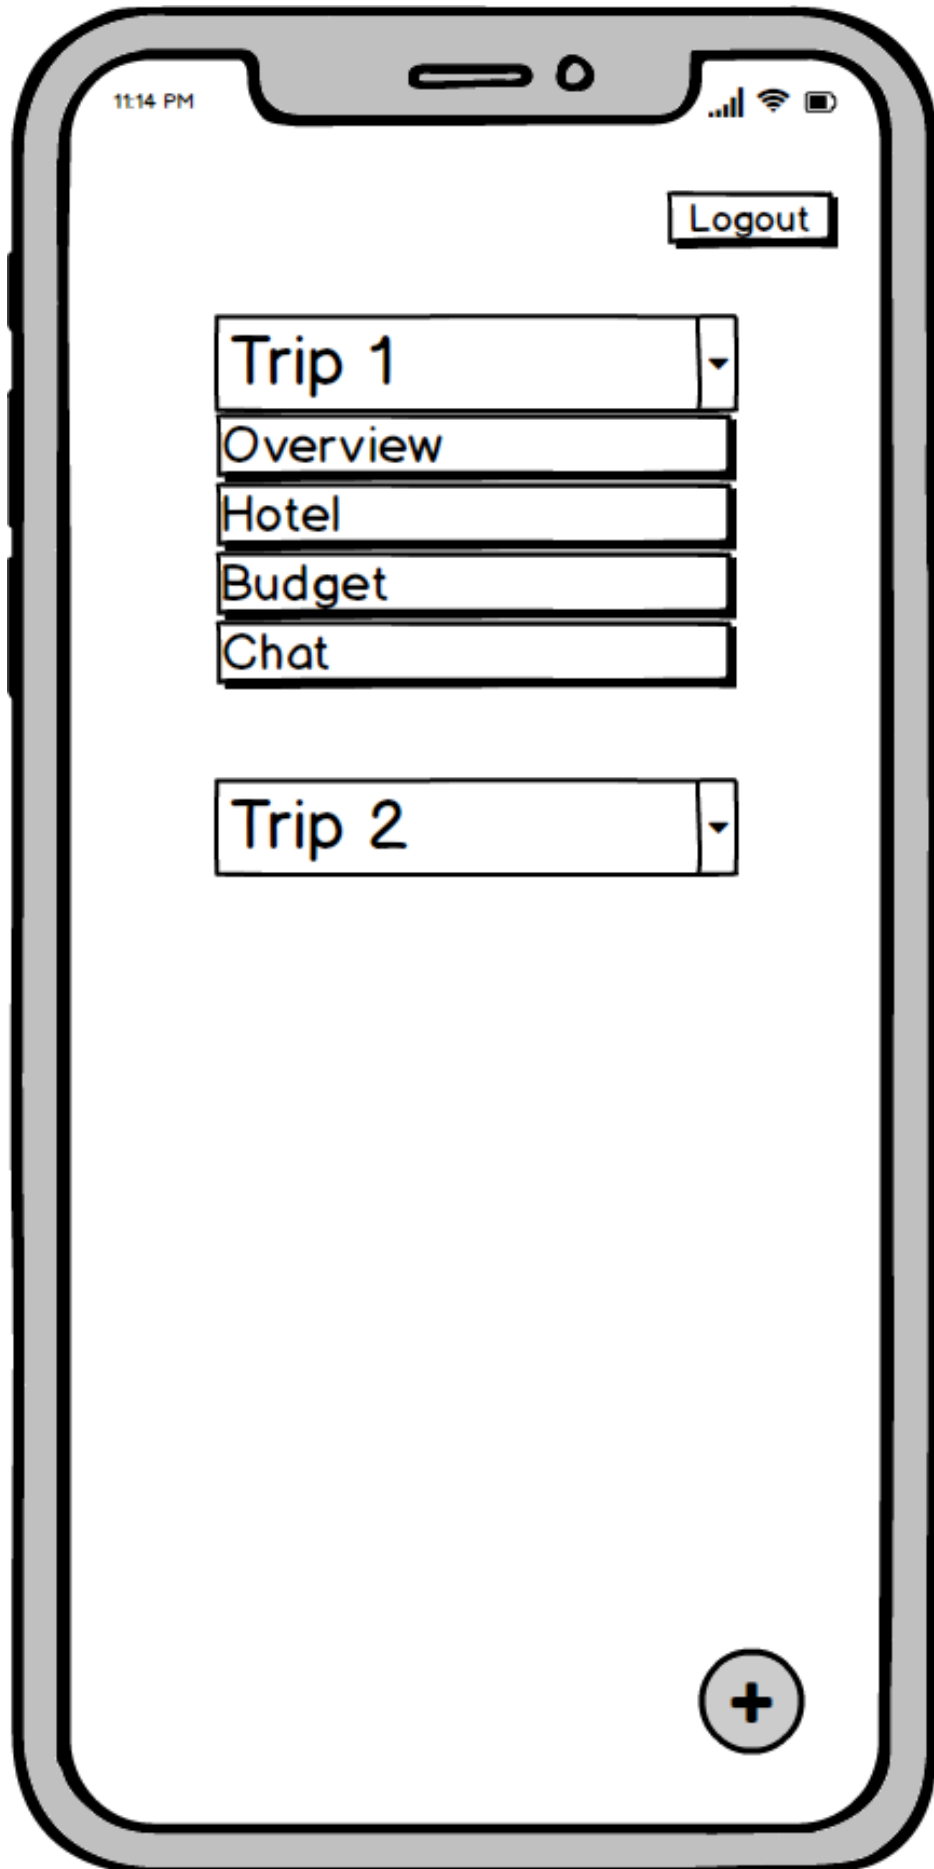 11:14 PM
Logout
Trip 1
Overview
Hotel
Budget
Chat
Trip 2
+